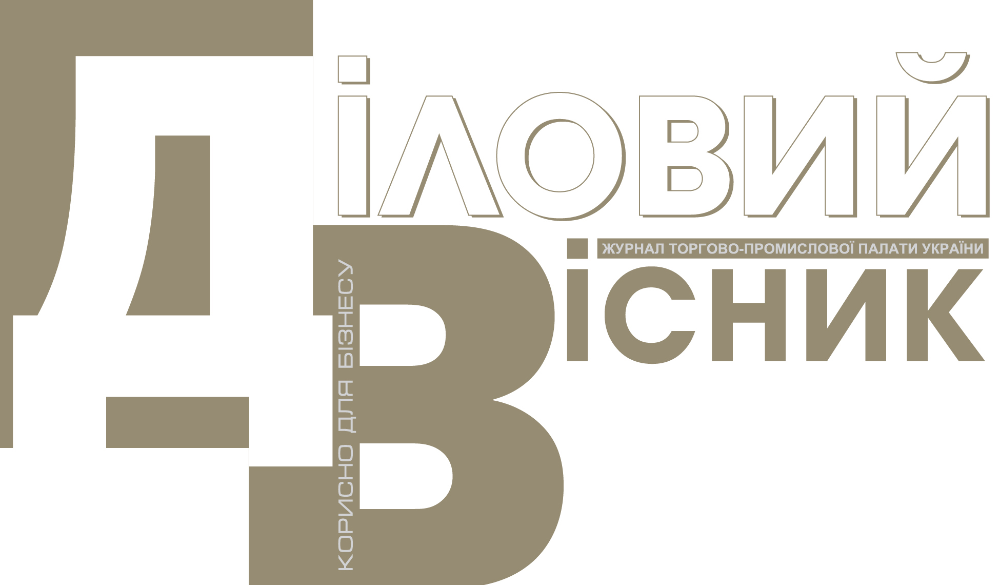 ДІЛОВИЙ
ЖУРНАЛ ТОРГОВО-ПРОМИСЛОВОЇ ПАЛАТИ УКРАЇНИ
ВІСНИК
КОРИСНО ДЛЯ БІЗНЕСУ